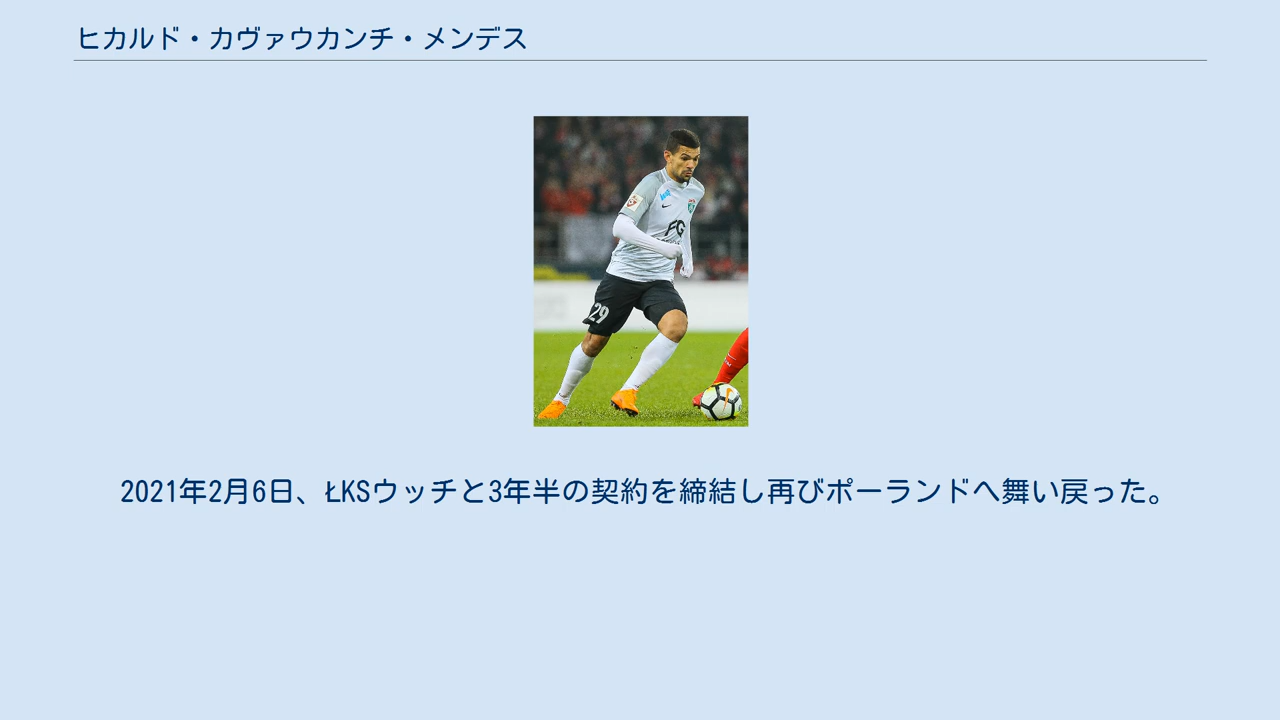 ヒカルド・カヴァウカンチ・メンデス
FG
29
2021年2月6日、ŁKSウッチと3年半の契約を締結し再びポーランドへ舞い戻った。